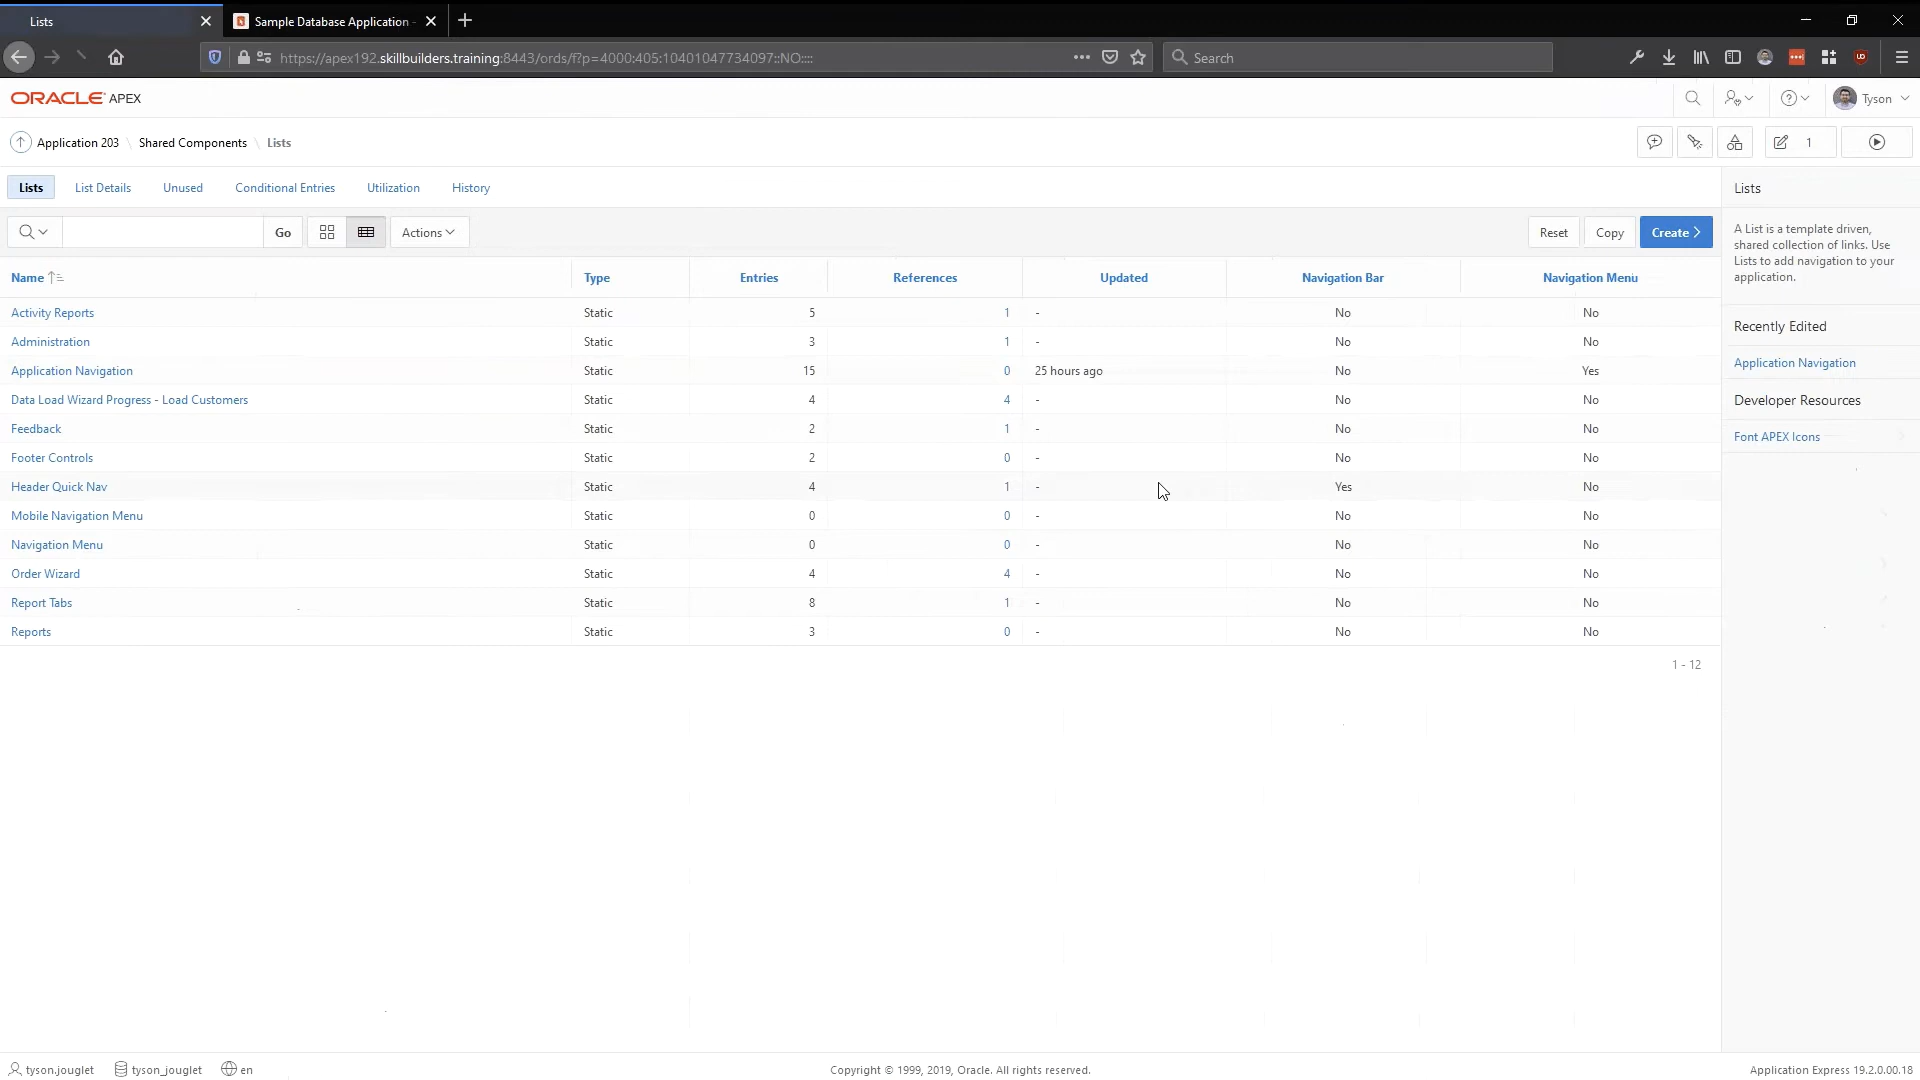 Lists
Sample Database Application -
https://apex192.skillbuilders.training:8443/ords/f?p=4000:405:10401047734097::NO::::
Search
ORACLE APEX
Tyson
Application 203 \ Shared Components \ Lists
1
Lists List Details Unused Conditional Entries Utilization History
Go
Actions
Reset
Copy
Create
Name Type Entries References Updated Navigation Bar Navigation Menu
Activity Reports Static 5 1 - No No
Administration Static 3 1 - No No
Application Navigation Static 15 0 25 hours ago No Yes
Data Load Wizard Progress - Load Customers Static 4 4 - No No
Feedback Static 2 1 - No No
Footer Controls Static 2 0 - No No
Header Quick Nav Static 4 1 - Yes No
Mobile Navigation Menu Static 0 0 - No No
Navigation Menu Static 0 0 - No No
Order Wizard Static 4 4 - No No
Report Tabs Static 8 1 - No No
Reports Static 3 0 - No No
1 - 12
Lists
A List is a template driven,
shared collection of links. Use
Lists to add navigation to your
application.
Recently Edited
Application Navigation
Developer Resources
Font APEX Icons
tyson.jouglet tyson_jouglet en
Copyright © 1999, 2019, Oracle. All rights reserved.
Application Express 19.2.0.00.18